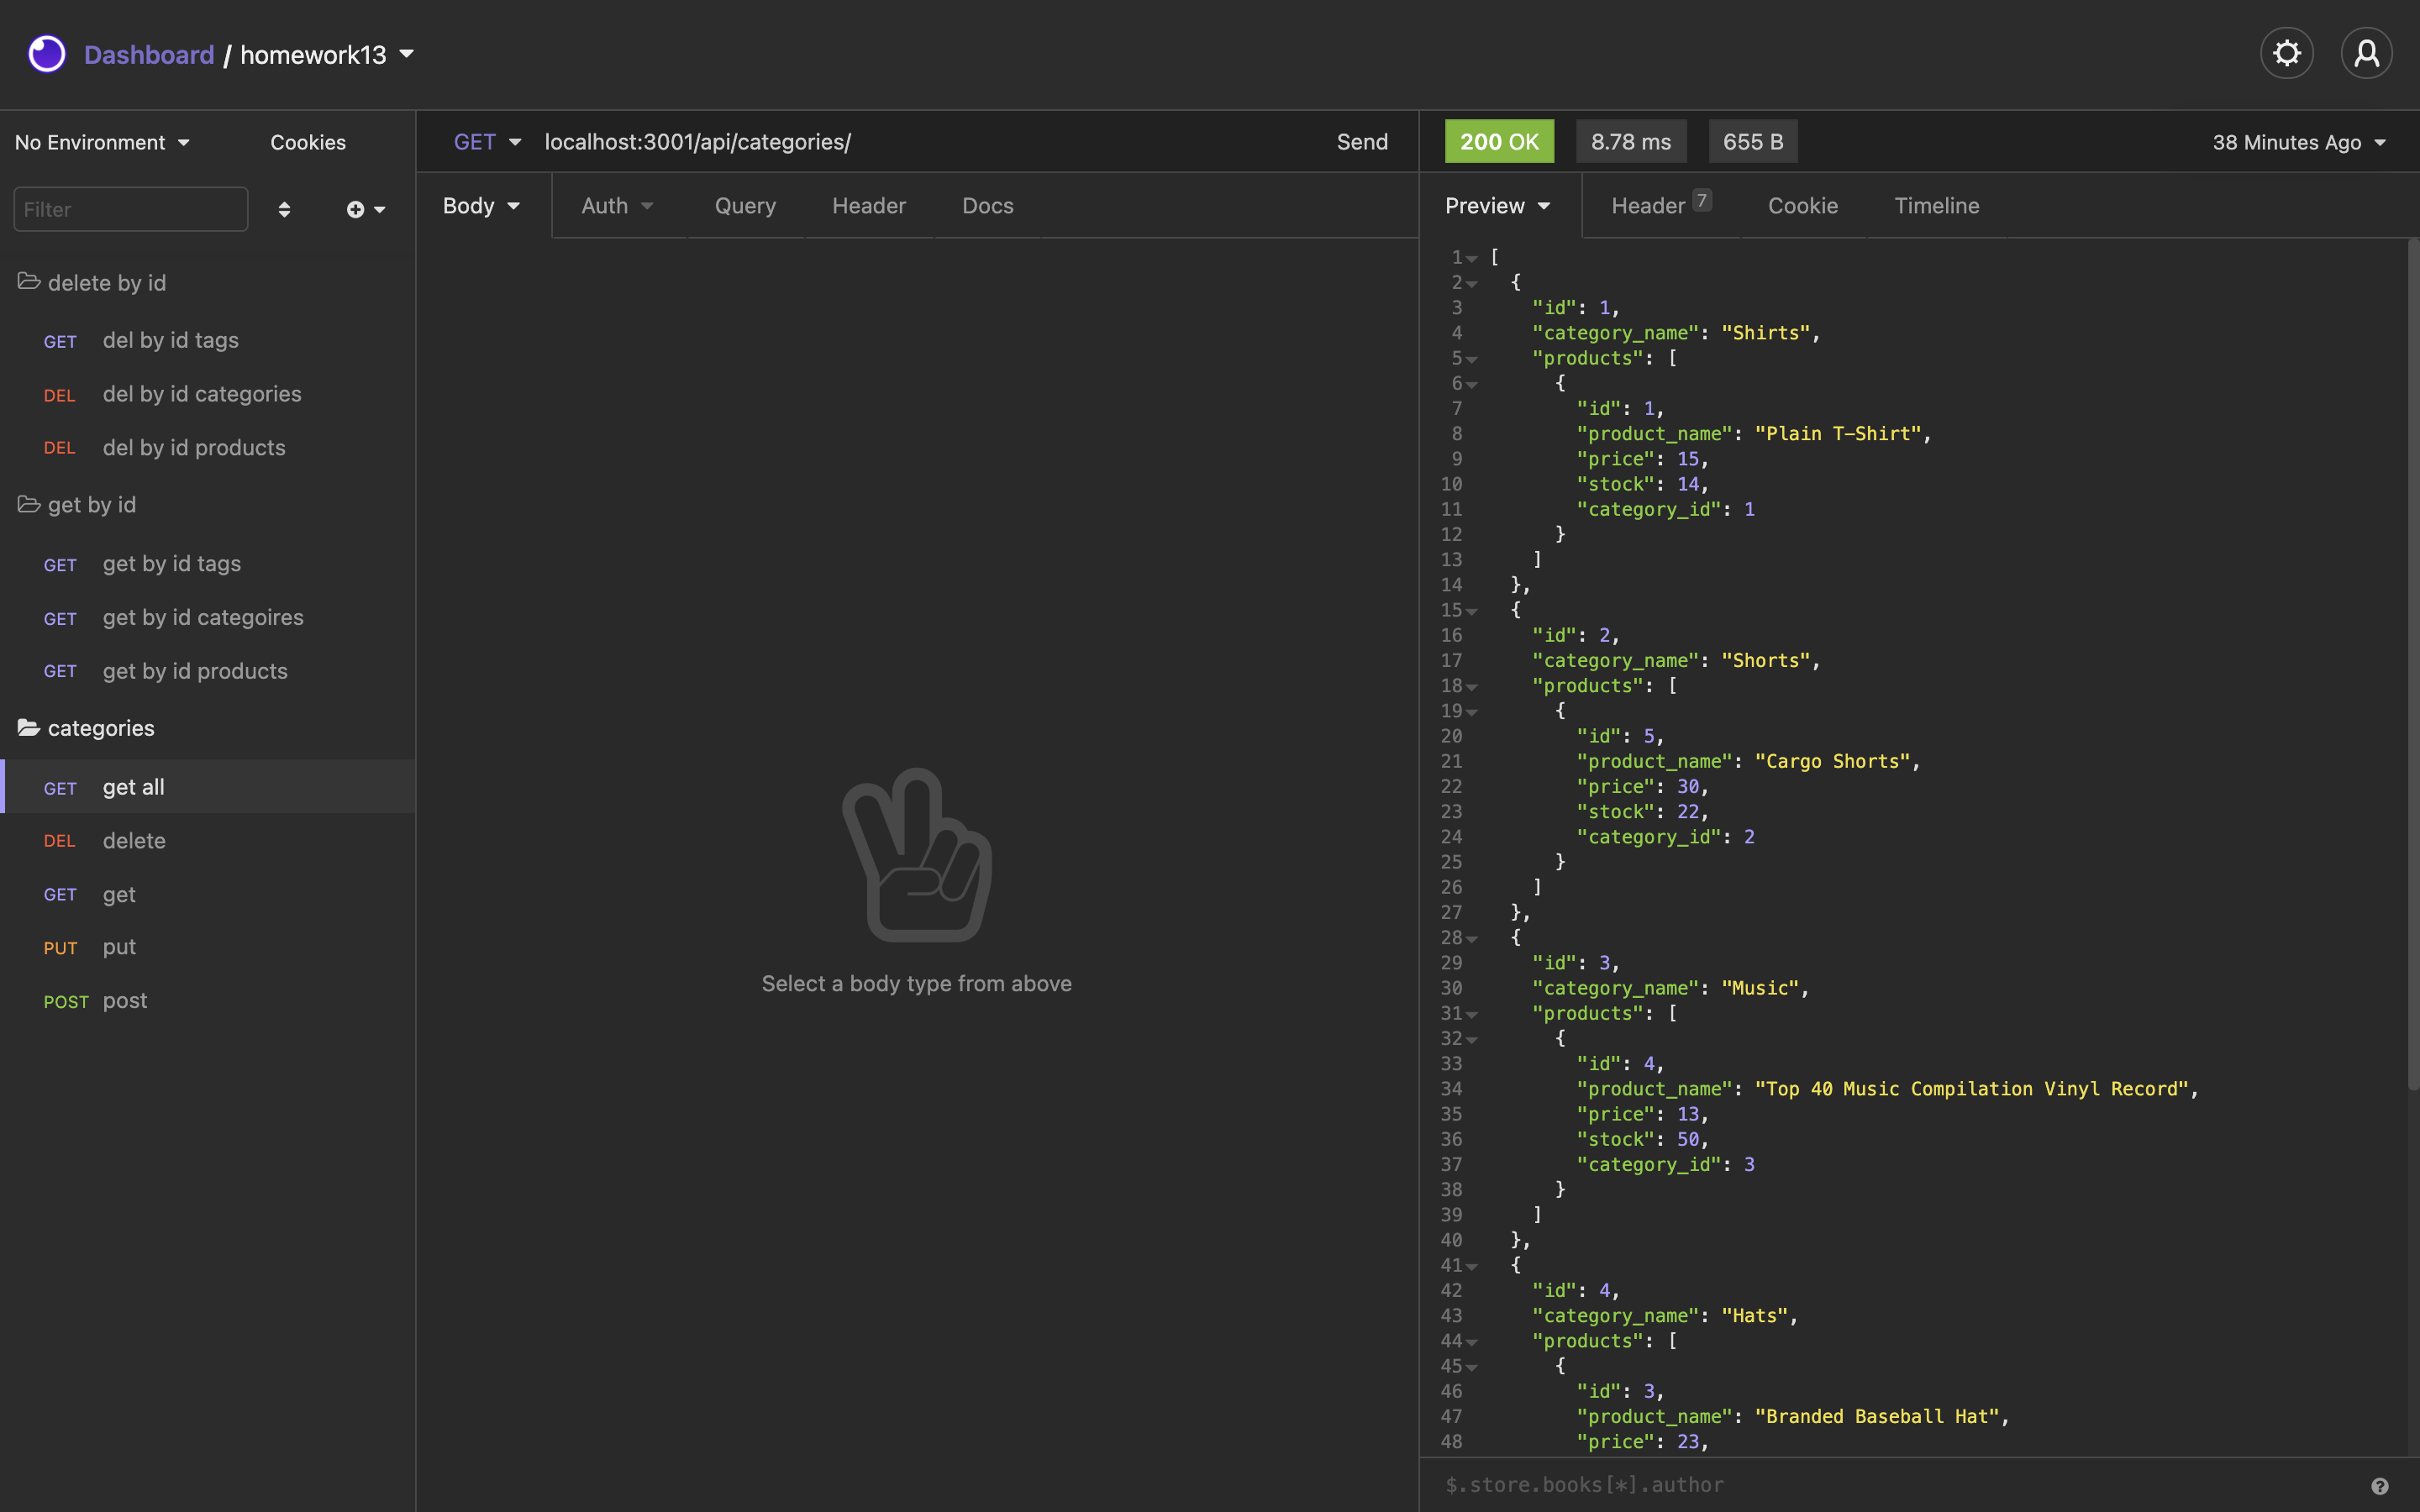 Dashboard / homework13
No Environment
Cookies
Filter
delete by id
GET del by id tags
DEL del by id categories
DEL del by id products
get by id
GET get by id tags
GET get by id categoires
GET get by id products
categories
GET get all
DEL delete
GET get
PUT put
POST post
GET localhost:3001/api/categories/ Send
Body Auth Query Header Docs
Select a body type from above
200 OK 8.78 ms 655 B 38 Minutes Ago
Preview Header 7 Cookie Timeline
1 [
2 {
3 "id": 1,
4 "category_name": "Shirts",
5 "products": [
6 {
7 "id": 1,
8 "product_name": "Plain T-Shirt",
9 "price": 15,
10 "stock": 14,
11 "category_id": 1
12 }
13 ]
14 },
15 {
16 "id": 2,
17 "category_name": "Shorts",
18 "products": [
19 {
20 "id": 5,
21 "product_name": "Cargo Shorts",
22 "price": 30,
23 "stock": 22,
24 "category_id": 2
25 }
26 ]
27 },
28 {
29 "id": 3,
30 "category_name": "Music",
31 "products": [
32 {
33 "id": 4,
34 "product_name": "Top 40 Music Compilation Vinyl Record",
35 "price": 13,
36 "stock": 50,
37 "category_id": 3
38 }
39 ]
40 },
41 {
42 "id": 4,
43 "category_name": "Hats",
44 "products": [
45 {
46 "id": 3,
47 "product_name": "Branded Baseball Hat",
48 "price": 23,
$.store.books[*].author